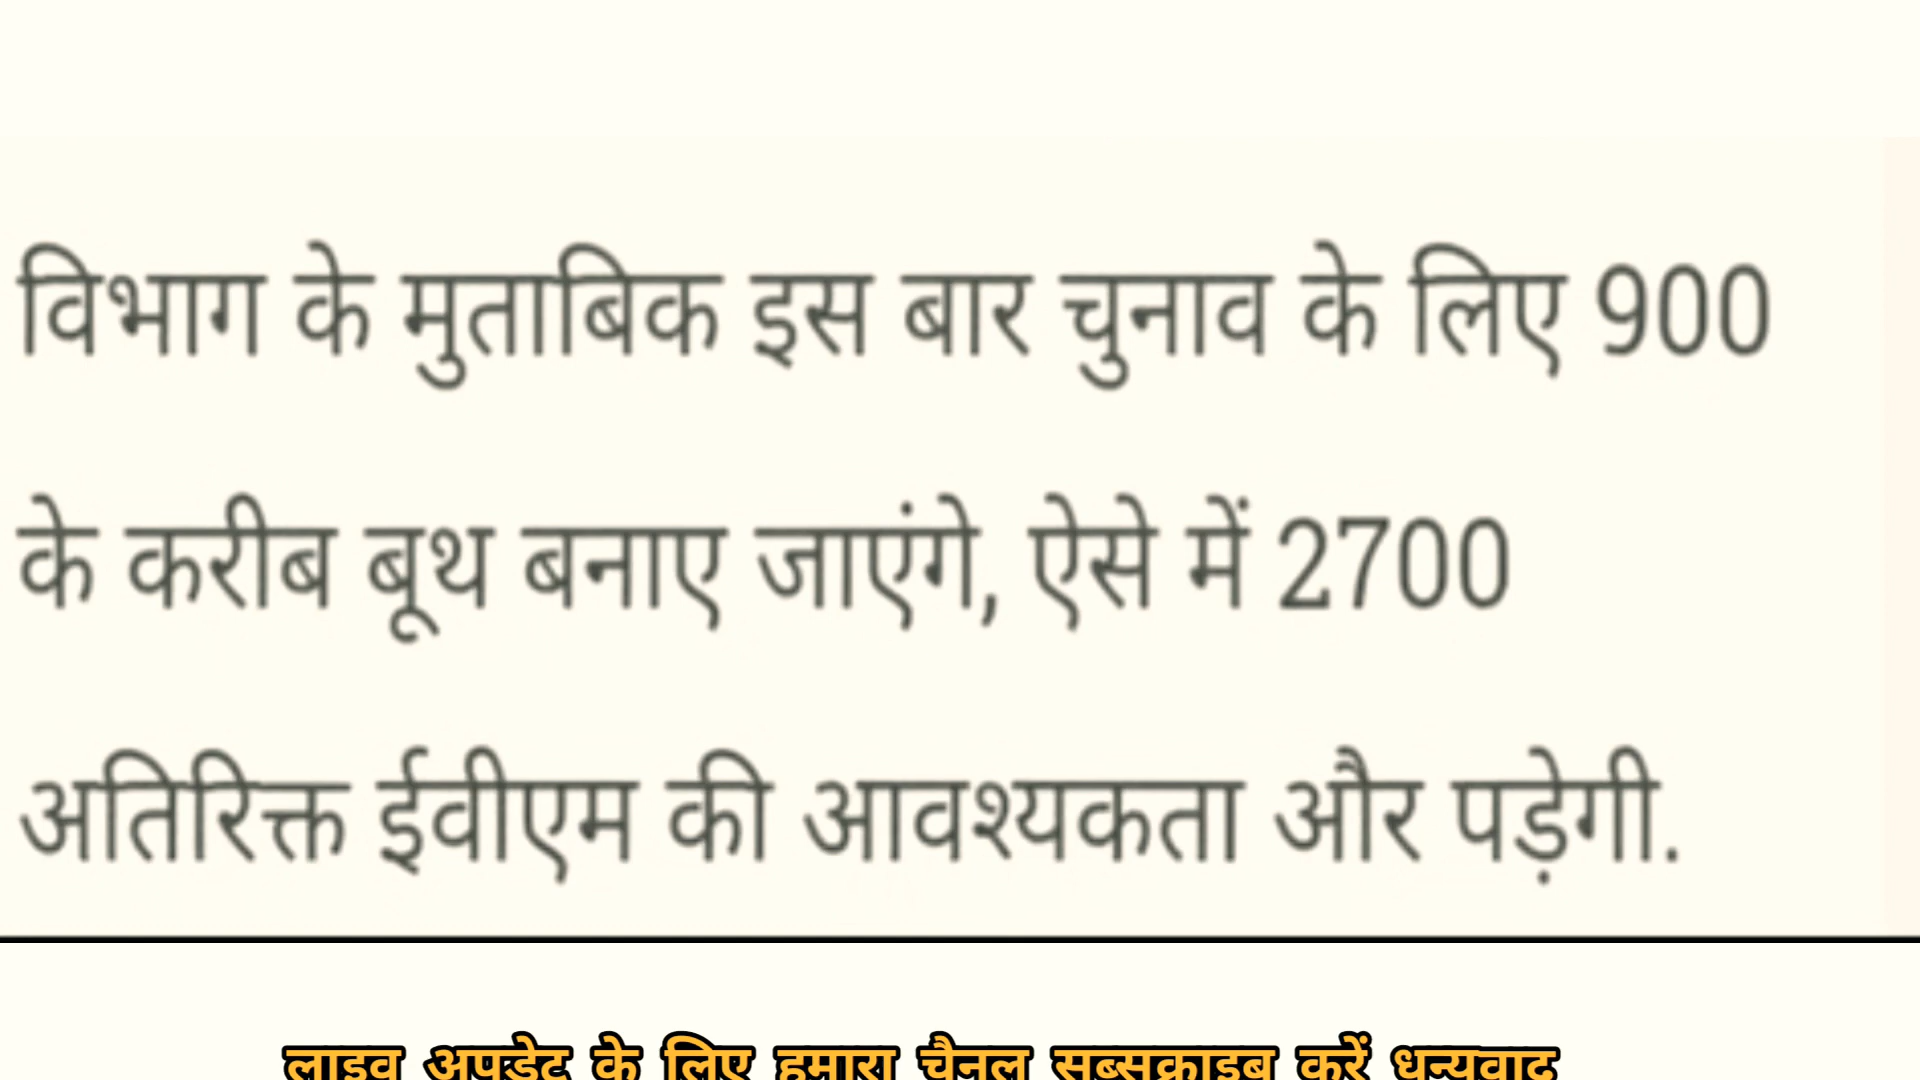 विभाग के मुताबिक इस बार चुनाव के लिए 900
के करीब बूथ बनाए जाएंगे, ऐसे में 2700
अतिरिक्त ईवीएम की आवश्यकता और पड़ेगी.
लाइव अपडेट के लिए हमारा चैनल सब्सक्राइब करें धन्यवाद